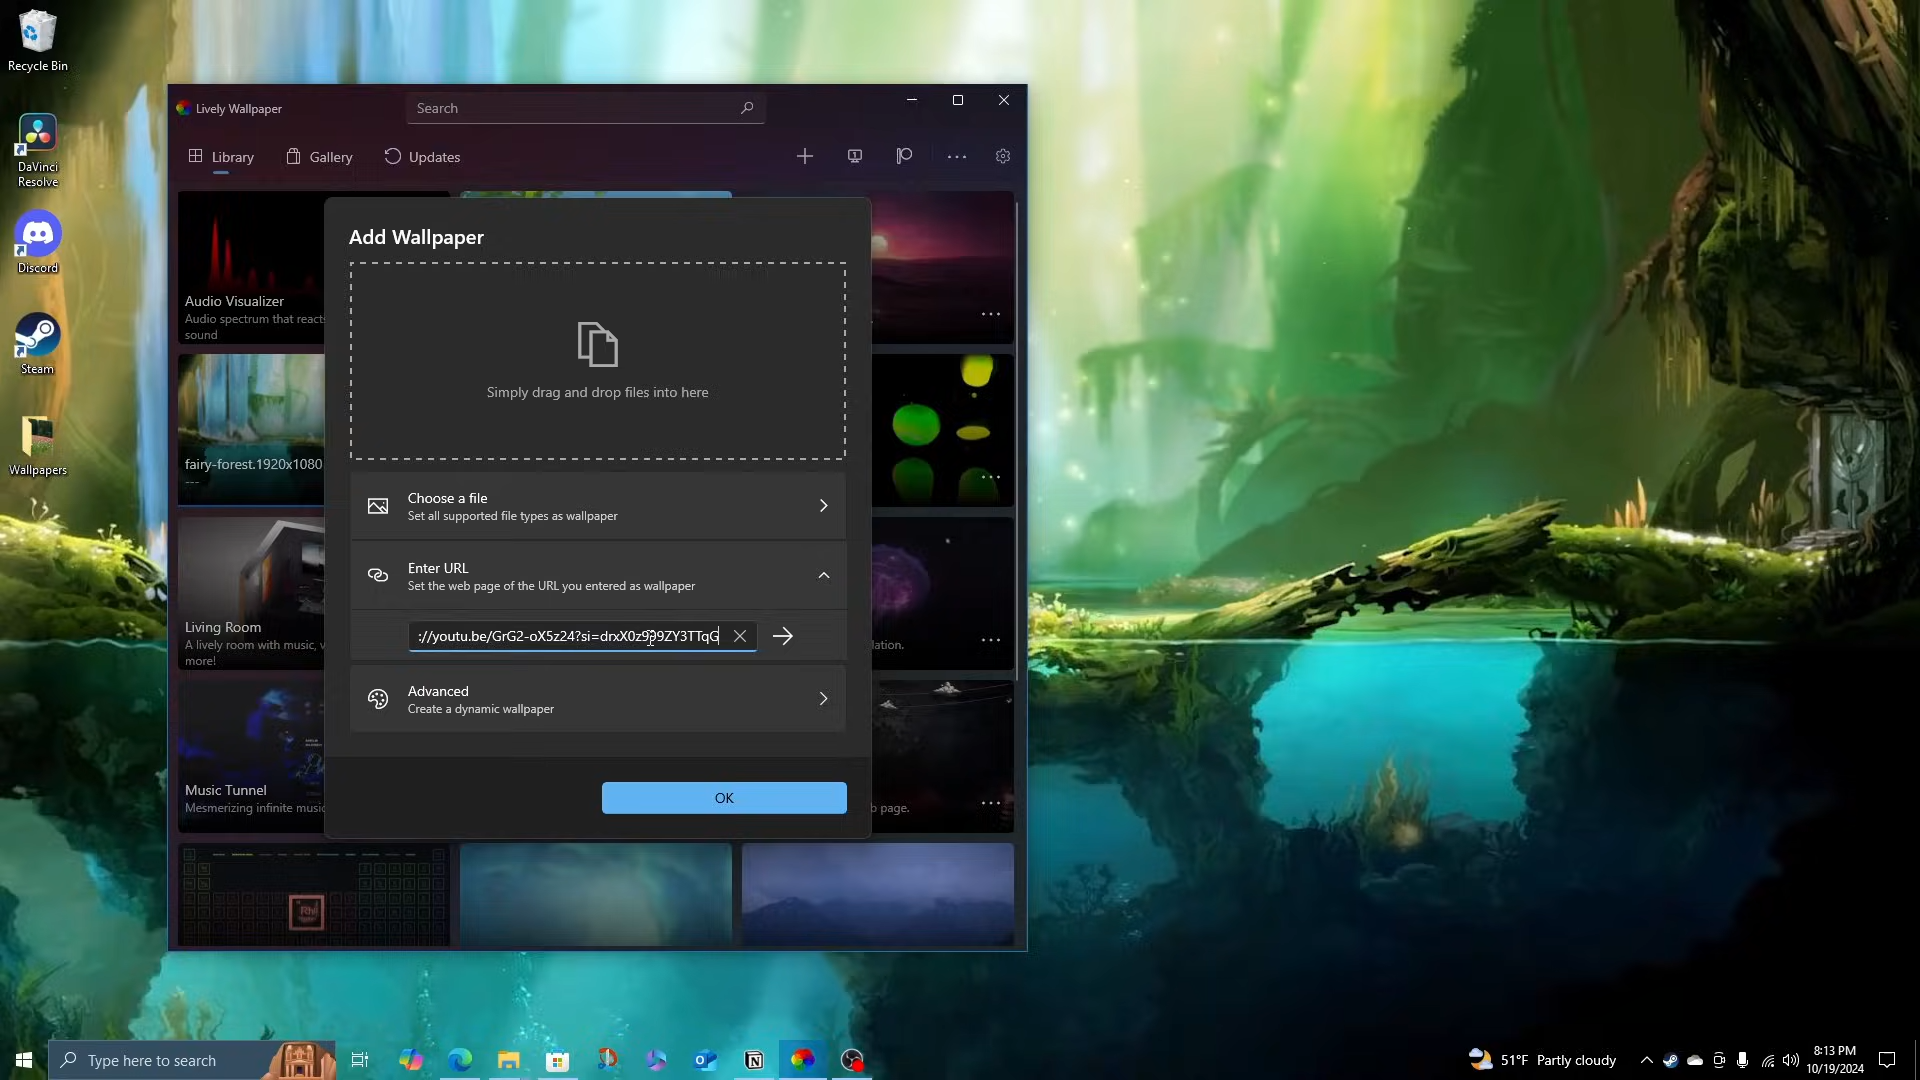 Recycle Bin
DaVinci
Resolve
Discord
Steam
Wallpapers
Lively Wallpaper
Search
Library
Gallery
Updates
Audio Visualizer
Audio spectrum that reacts
sound
fairy-forest.1920x1080
---
Living Room
A lively room with music, v
more!
lation.
Music Tunnel
Mesmerizing infinite music
b page.
Add Wallpaper
Simply drag and drop files into here
Choose a file
Set all supported file types as wallpaper
Enter URL
Set the web page of the URL you entered as wallpaper
://youtu.be/GrG2-oX5z24?si=drxX0z999ZY3TTqG
Advanced
Create a dynamic wallpaper
OK
Type here to search
51°F Partly cloudy
8:13 PM
10/19/2024